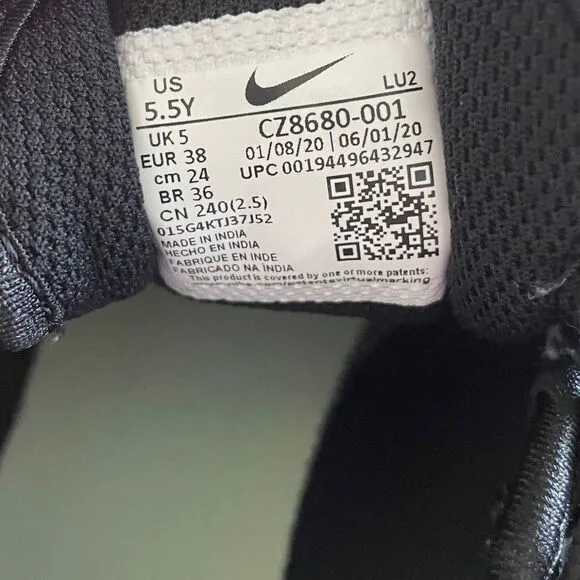 US
5.5Y
LU2
UK 5
EUR 38
cm 24
BR 36
CN 240(2.5)
015G4KTJ37J52
CZ8680-001
01/08/20 | 06/01/20
UPC 00194496432947
MADE IN INDIA
HECHO EN INDIA
FABRIQUE EN INDE
FABRICADO NA ÍNDIA
This product is covered by one or more patents: